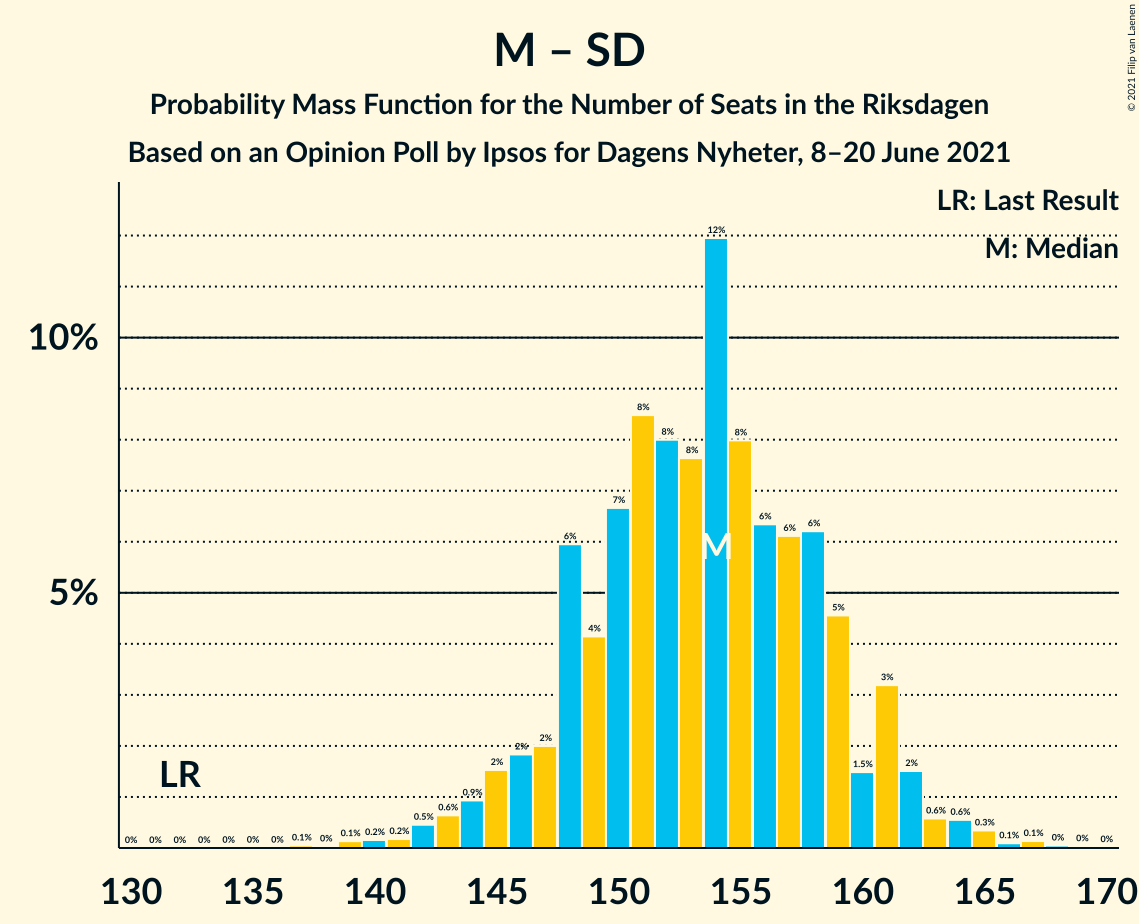 © 2021 Filip van Laenen
M – SD
Probability Mass Function for the Number of Seats in the Riksdagen
Based on an Opinion Poll by Ipsos for Dagens Nyheter, 8–20 June 2021
LR: Last Result
M: Median
10%
5%
LR
M
0% 0% 0% 0% 0% 0% 0% 0.1% 0% 0.1% 0.2% 0.2% 0.5% 0.6% 0.9% 2% 2% 2% 6% 4% 7% 8% 8% 8% 12% 8% 6% 6% 6% 5% 1.5% 3% 2% 0.6% 0.6% 0.3% 0.1% 0.1% 0% 0% 0%
130 135 140 145 150 155 160 165 170